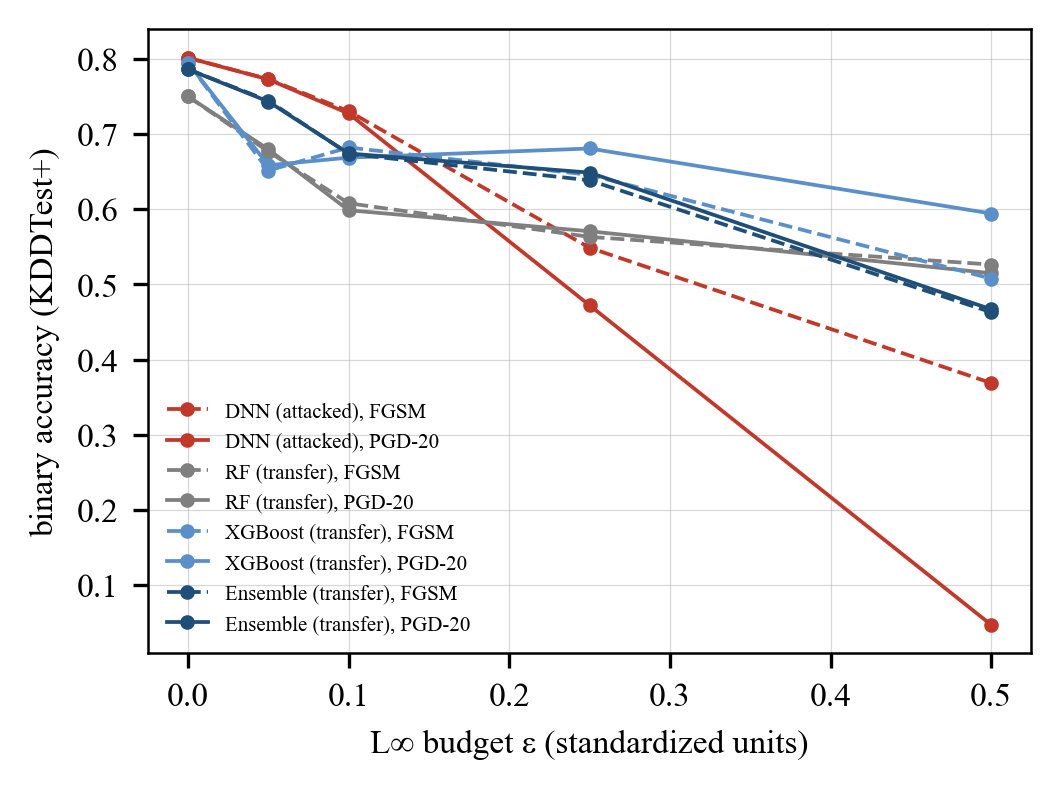 0.8
0.7
0.6
0.5
0.4
0.3
0.2
0.1
binary accuracy (KDDTest+)
DNN (attacked), FGSM
DNN (attacked), PGD-20
RF (transfer), FGSM
RF (transfer), PGD-20
XGBoost (transfer), FGSM
XGBoost (transfer), PGD-20
Ensemble (transfer), FGSM
Ensemble (transfer), PGD-20
0.0 0.1 0.2 0.3 0.4 0.5
L∞ budget ε (standardized units)